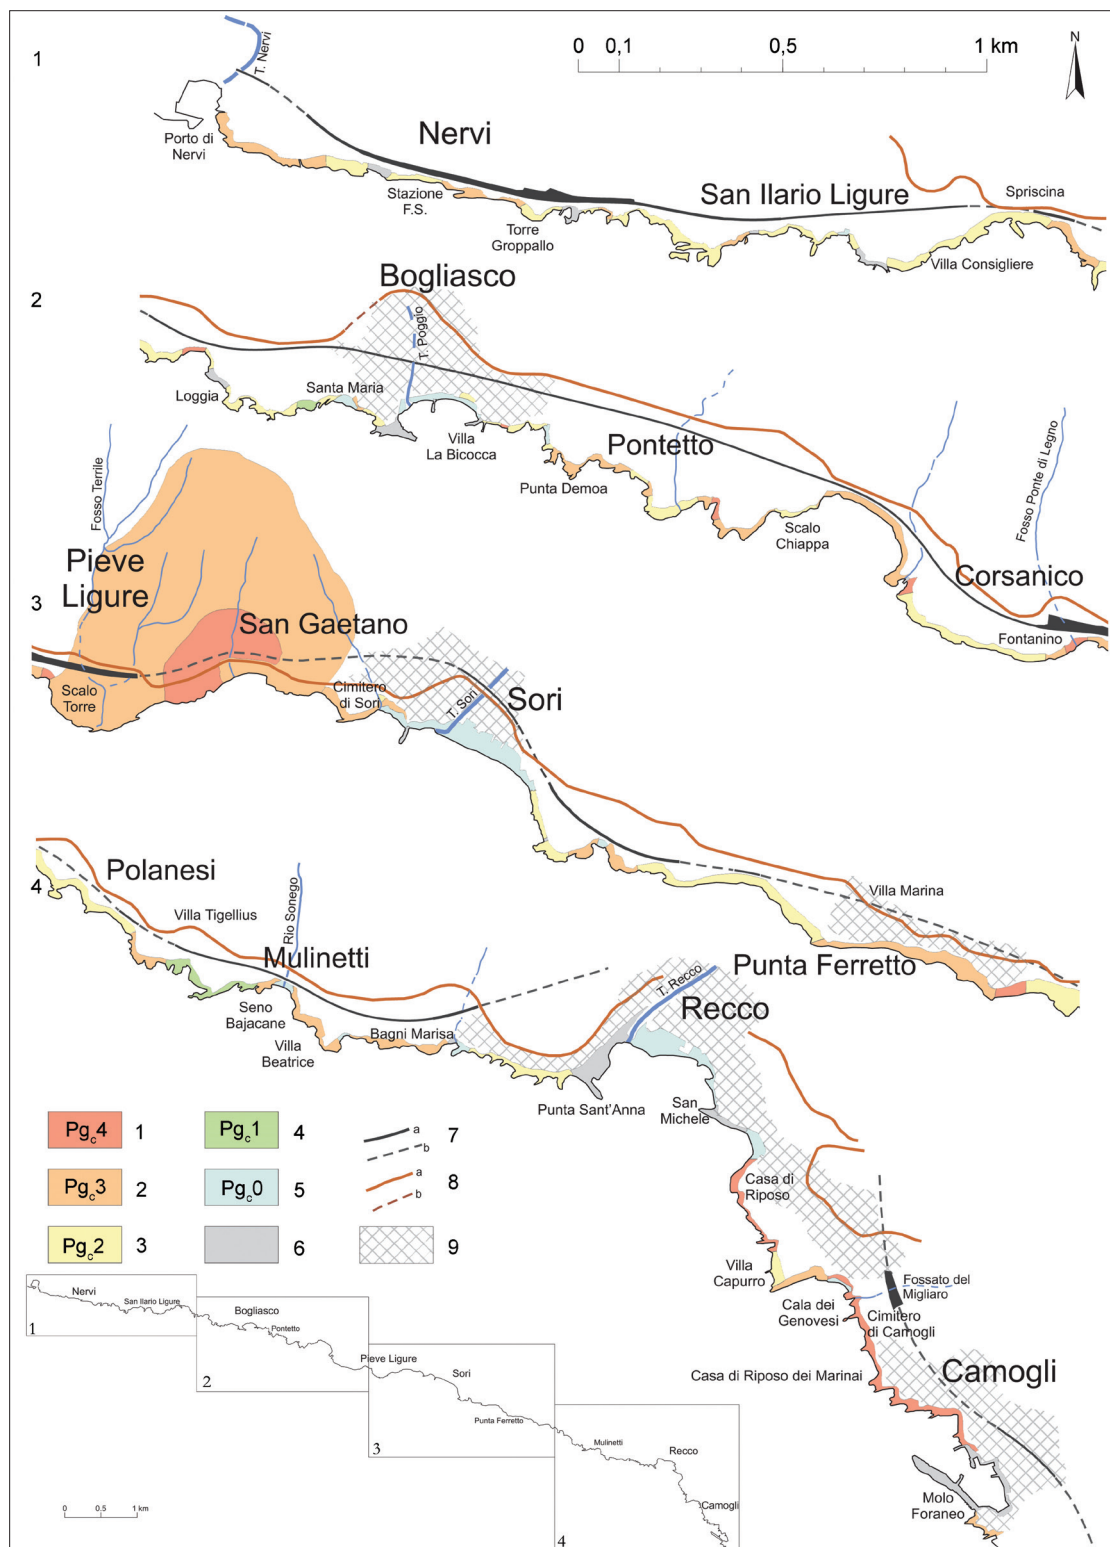 1
T. Nervi
0 0,1 0,5 1 km
N
Porto di
Nervi
Nervi
Stazione
F.S.
Torre
Groppallo
San Ilario Ligure
Spriscina
Villa Consigliere
2
Bogliasco
T. Poggio
Loggia
Santa Maria
Villa
La Bicocca
Punta Demoa
Pontetto
Scalo
Chiappa
Corsanico
Fosso Ponte di Legno
Fontanino
3
Fosso Terrile
Pieve
Ligure
San Gaetano
Scalo
Torre
Cimitero
di Sori
T. Sori
Sori
Villa Marina
Punta Ferretto
4
Polanesi
Villa Tigellius
Rio Sonego
Mulinetti
Seno
Bajacane
Villa
Beatrice
Bagni Marisa
Punta Sant'Anna
T. Recco
Recco
San
Michele
Casa di
Riposo
Villa
Capurro
Cala dei
Genovesi
Fossato del
Migliaro
Cimitero
di Camogli
Casa di Riposo dei Marinai
Camogli
Molo
Foraneo
Pgc4 1
Pgc3 2
Pgc2 3
Pgc1 4
Pgc0 5
6
a
b
7
a
b
8
9
Nervi
San Ilario Ligure
1
Bogliasco
Pontetto
2
Pieve Ligure
Sori
Punta Ferretto
3
Mulinetti
Recco
Camogli
4
0 0.5 1 km